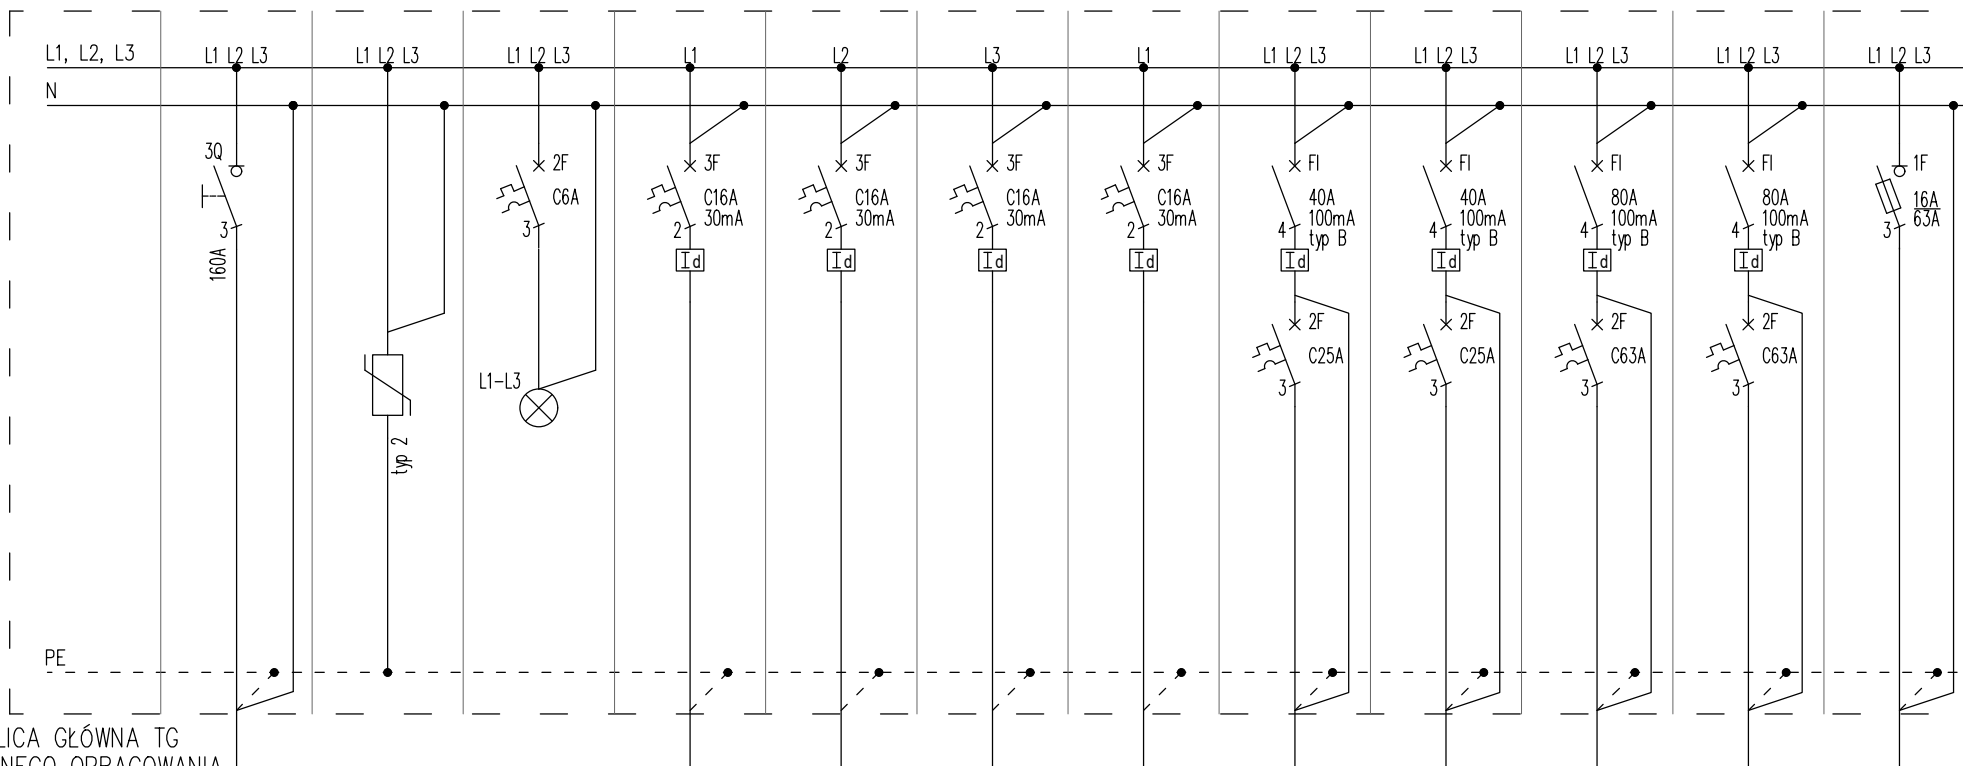 L1, L2, L3
L1 L2 L3
L1 L2 L3
L1 L2 L3
L1
L2
L3
L1
L1 L2 L3
L1 L2 L3
L1 L2 L3
L1 L2 L3
L1 L2 L3
N
3Q
3
160A
typ 2
2F
C6A
3
L1-L3
3F
C16A
30mA
2
Id
3F
C16A
30mA
2
Id
3F
C16A
30mA
2
Id
3F
C16A
30mA
2
Id
FI
40A
100mA
typ B
4
Id
2F
C25A
3
FI
40A
100mA
typ B
4
Id
2F
C25A
3
FI
80A
100mA
typ B
4
Id
2F
C63A
3
FI
80A
100mA
typ B
4
Id
2F
C63A
3
1F
16A
63A
3
PE
LICA GŁÓWNA TG
NEGO OPRACOWANIA